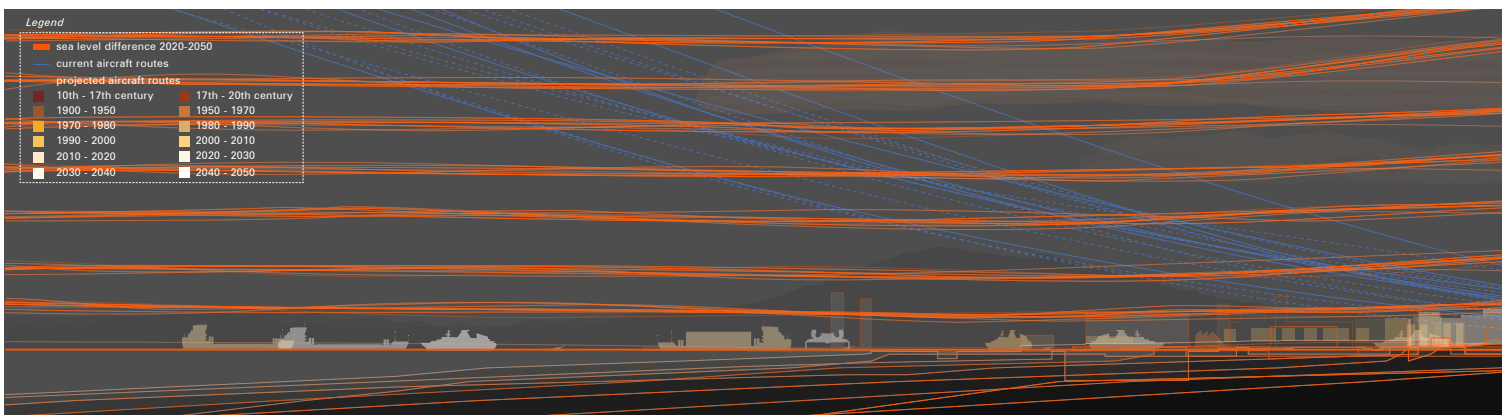 Legend
sea level difference 2020-2050
current aircraft routes
projected aircraft routes
10th - 17th century 17th - 20th century
1900 - 1950 1950 - 1970
1970 - 1980 1980 - 1990
1990 - 2000 2000 - 2010
2010 - 2020 2020 - 2030
2030 - 2040 2040 - 2050